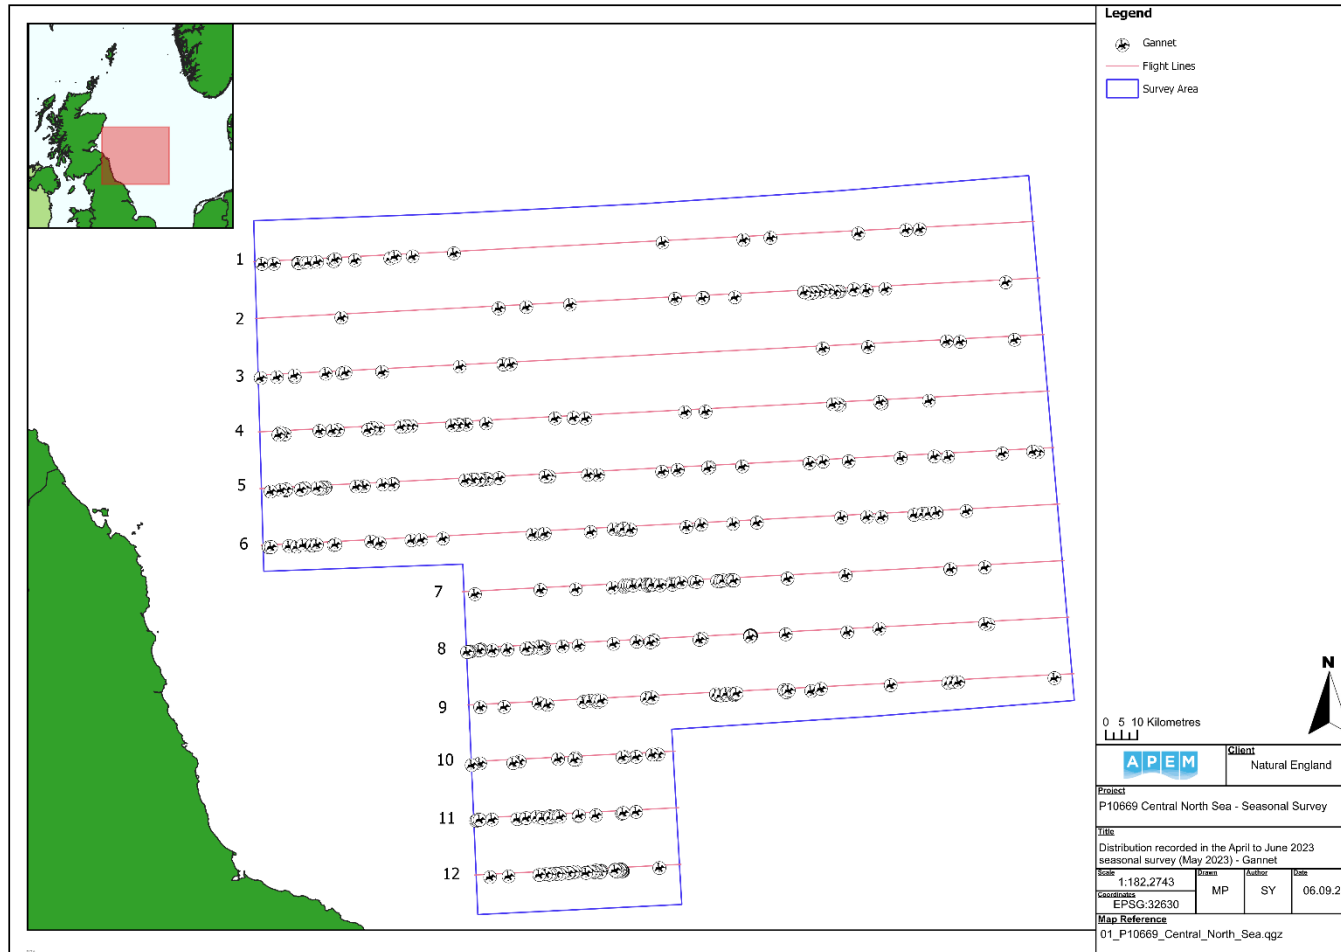 Legend
Gannet
Flight Lines
Survey Area
1
2
3
4
5
6
7
8
9
10
11
12
N
0 5 10 Kilometres
APEM
Client
Natural England
Project
P10669 Central North Sea - Seasonal Survey
Title
Distribution recorded in the April to June 2023
seasonal survey (May 2023) - Gannet
Scale
1:182,2743
Drawn
MP
Author
SY
Date
06.09.2
Coordinates
EPSG:32630
Map Reference
01_P10669_Central_North_Sea.qgz